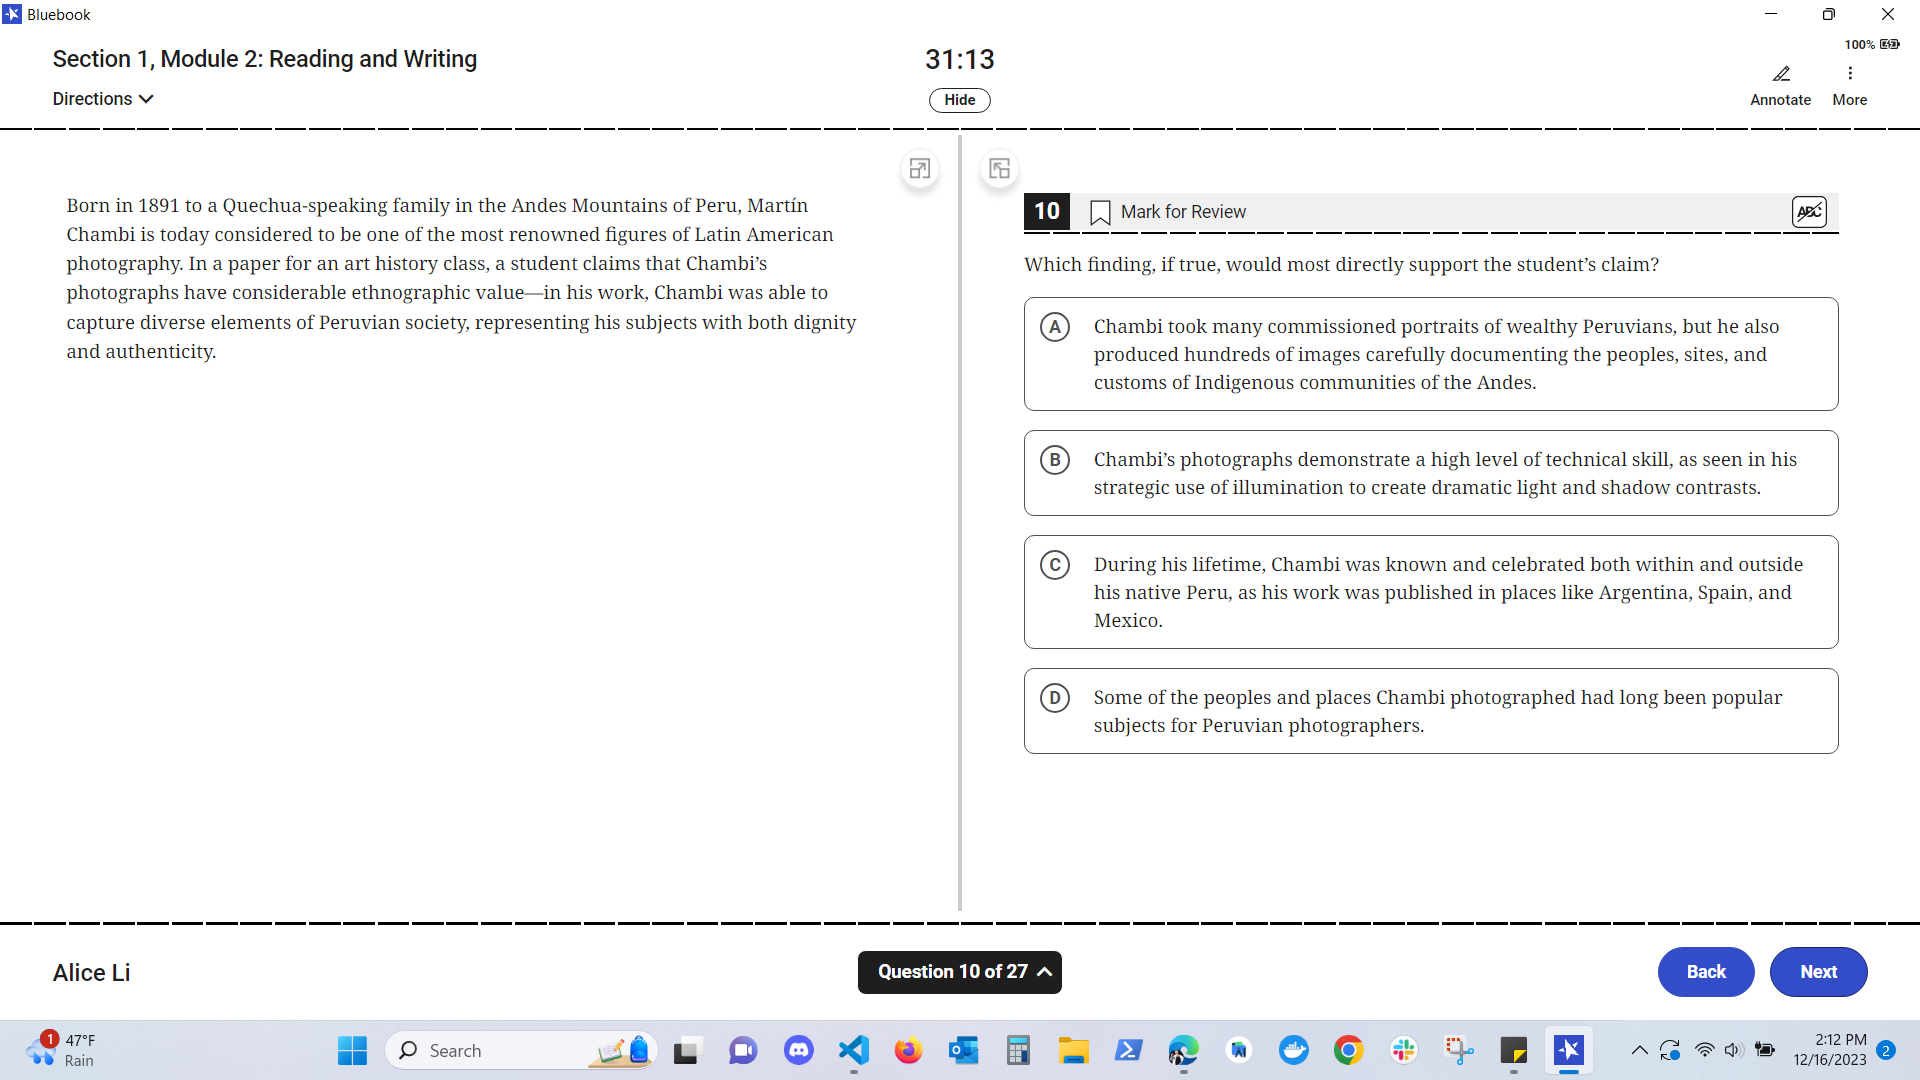 Bluebook
Section 1, Module 2: Reading and Writing
31:13
100%
Directions
Hide
Annotate
More
Born in 1891 to a Quechua-speaking family in the Andes Mountains of Peru, Martín
Chambi is today considered to be one of the most renowned figures of Latin American
photography. In a paper for an art history class, a student claims that Chambi’s
photographs have considerable ethnographic value—in his work, Chambi was able to
capture diverse elements of Peruvian society, representing his subjects with both dignity
and authenticity.
10
Mark for Review
ABC
Which finding, if true, would most directly support the student’s claim?
A
Chambi took many commissioned portraits of wealthy Peruvians, but he also
produced hundreds of images carefully documenting the peoples, sites, and
customs of Indigenous communities of the Andes.
B
Chambi’s photographs demonstrate a high level of technical skill, as seen in his
strategic use of illumination to create dramatic light and shadow contrasts.
C
During his lifetime, Chambi was known and celebrated both within and outside
his native Peru, as his work was published in places like Argentina, Spain, and
Mexico.
D
Some of the peoples and places Chambi photographed had long been popular
subjects for Peruvian photographers.
Alice Li
Question 10 of 27
Back
Next
1
47°F
Rain
Search
2:12 PM
12/16/2023
2